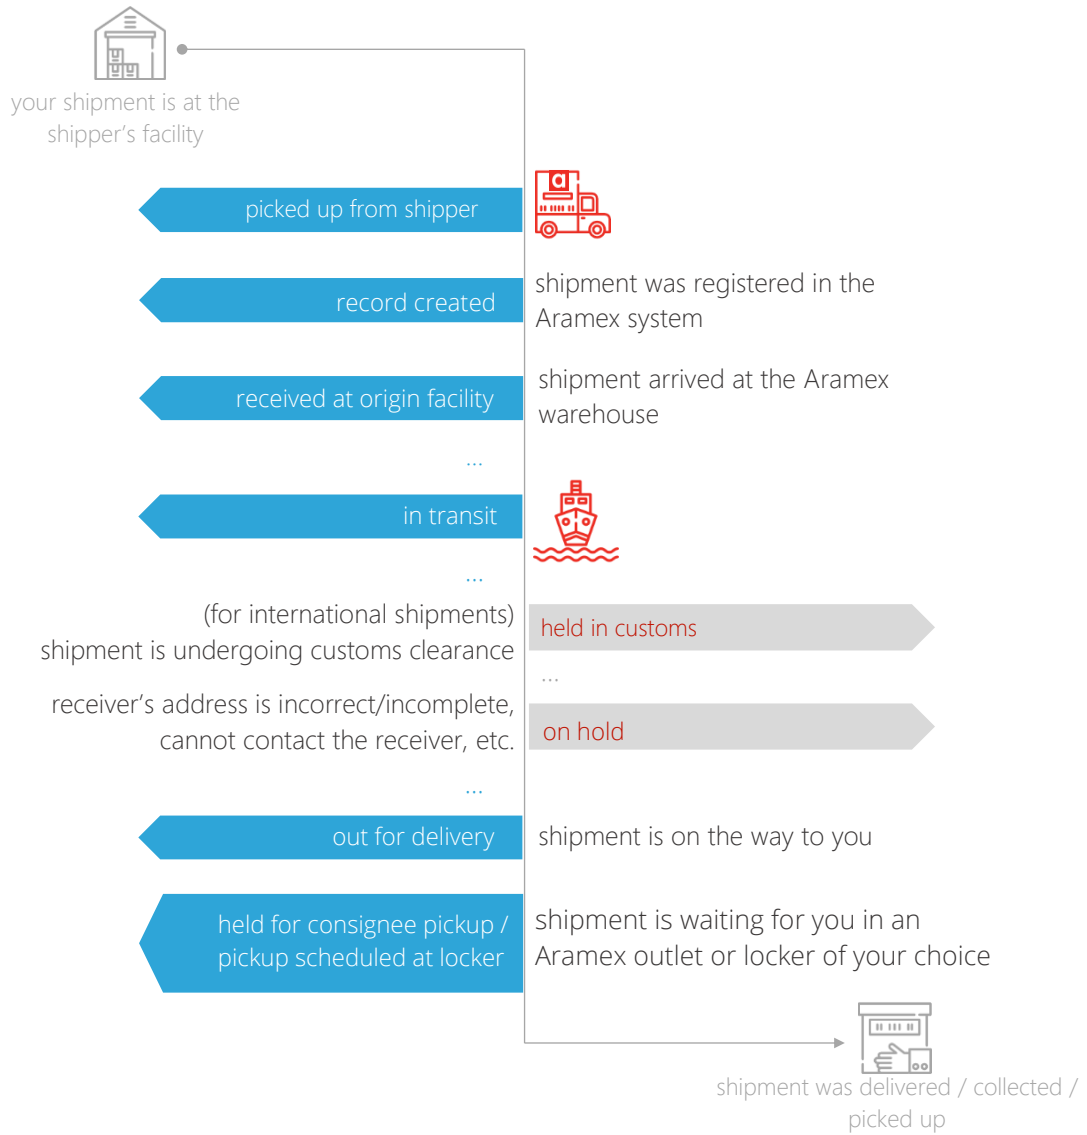 your shipment is at the
shipper's facility
picked up from shipper
a
record created
shipment was registered in the
Aramex system
received at origin facility
shipment arrived at the Aramex
warehouse
...
in transit
...
(for international shipments)
shipment is undergoing customs clearance
held in customs
...
receiver's address is incorrect/incomplete,
cannot contact the receiver, etc.
on hold
...
out for delivery
shipment is on the way to you
held for consignee pickup /
pickup scheduled at locker
shipment is waiting for you in an
Aramex outlet or locker of your choice
shipment was delivered / collected /
picked up